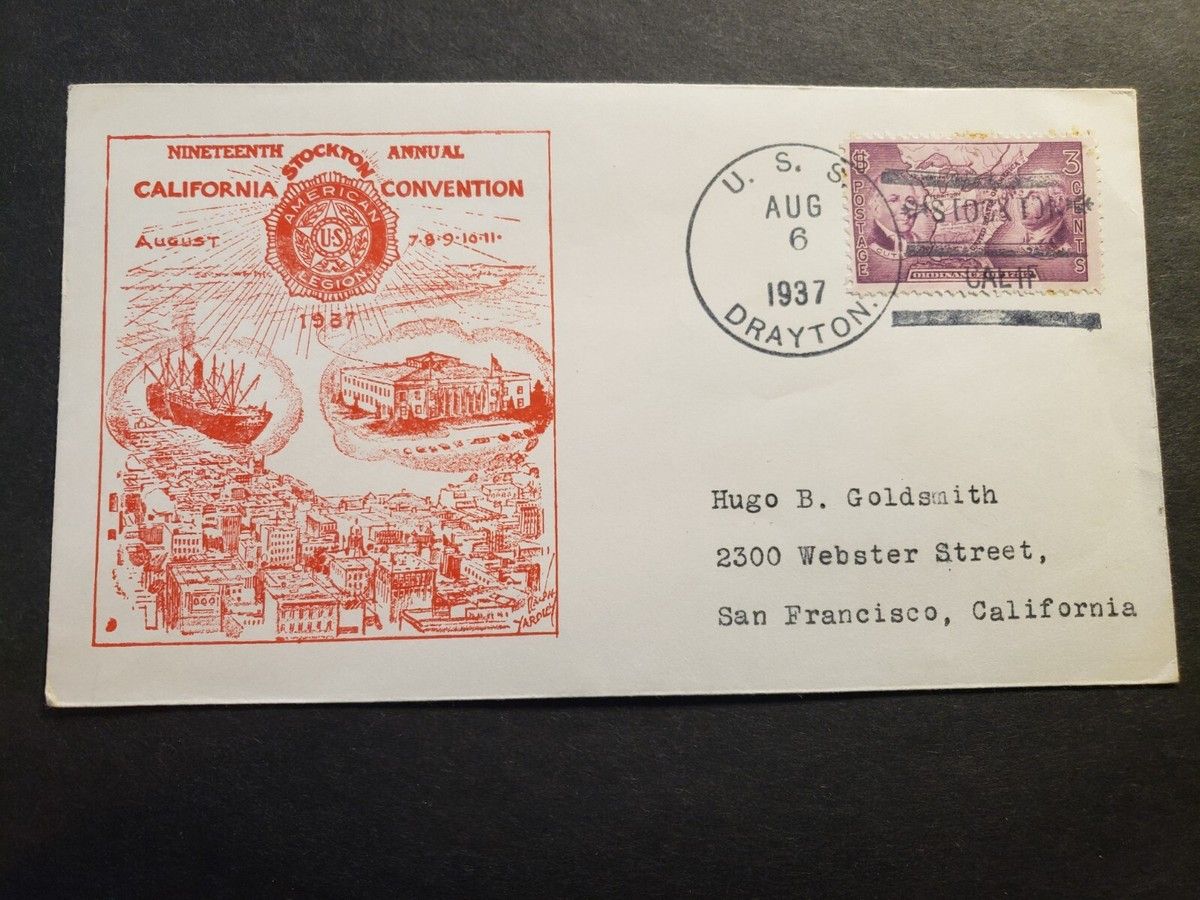 NINETEENTH STOCKTON ANNUAL
CALIFORNIA CONVENTION
AMERICAN
U·S
LEGION
August 7·8·9·10·11·
1937
YARDLEY
U. S. S.
AUG
6
1937
DRAYTON.
3
CENTS
POSTAGE
*STOCKTON*
CALIF
Hugo B. Goldsmith
2300 Webster Street,
San Francisco, California